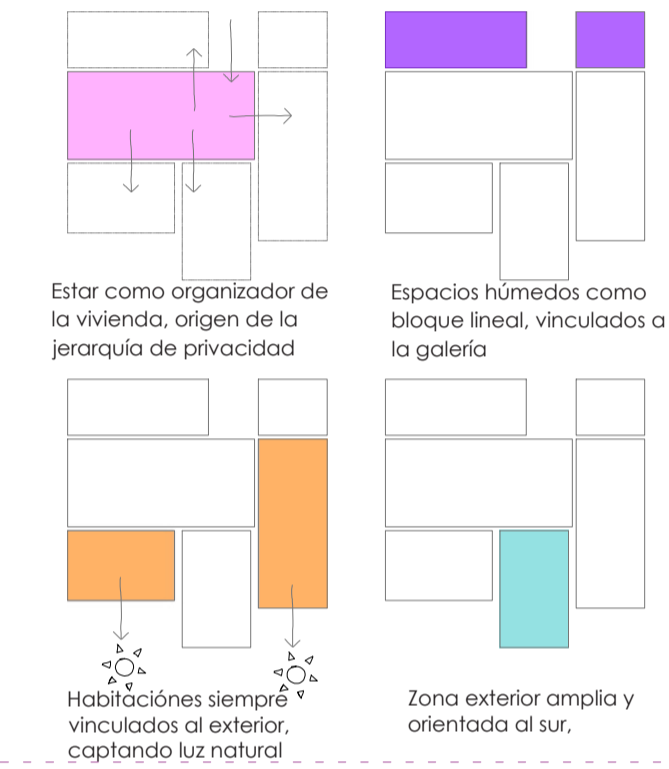 Estar como organizador de
la vivienda, origen de la
jerarquía de privacidad
Espacios húmedos como
bloque lineal, vinculados a
la galería
Habitaciónes siempre
vinculados al exterior,
captando luz natural
Zona exterior amplia y
orientada al sur,